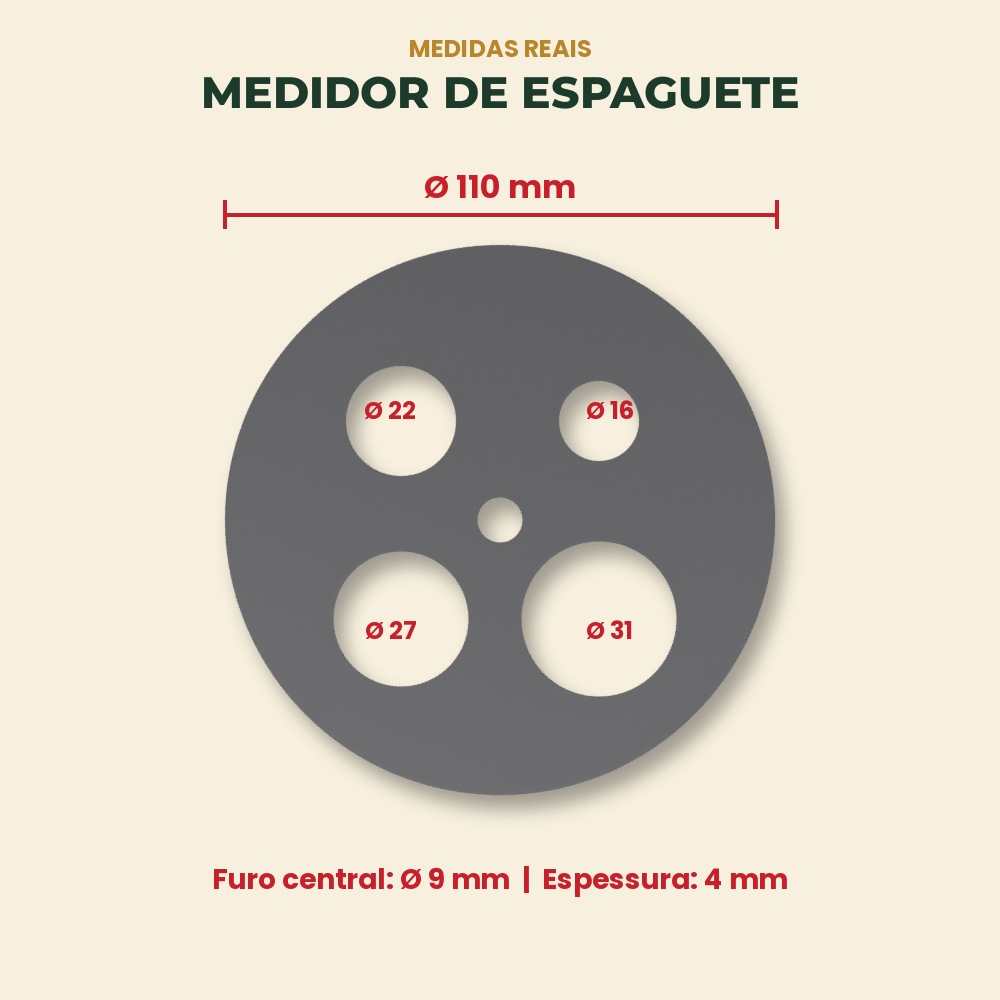 MEDIDAS REAIS
MEDIDOR DE ESPAGUETE
Ø 110 mm
Ø 22
Ø 16
Ø 27
Ø 31
Furo central: Ø 9 mm | Espessura: 4 mm